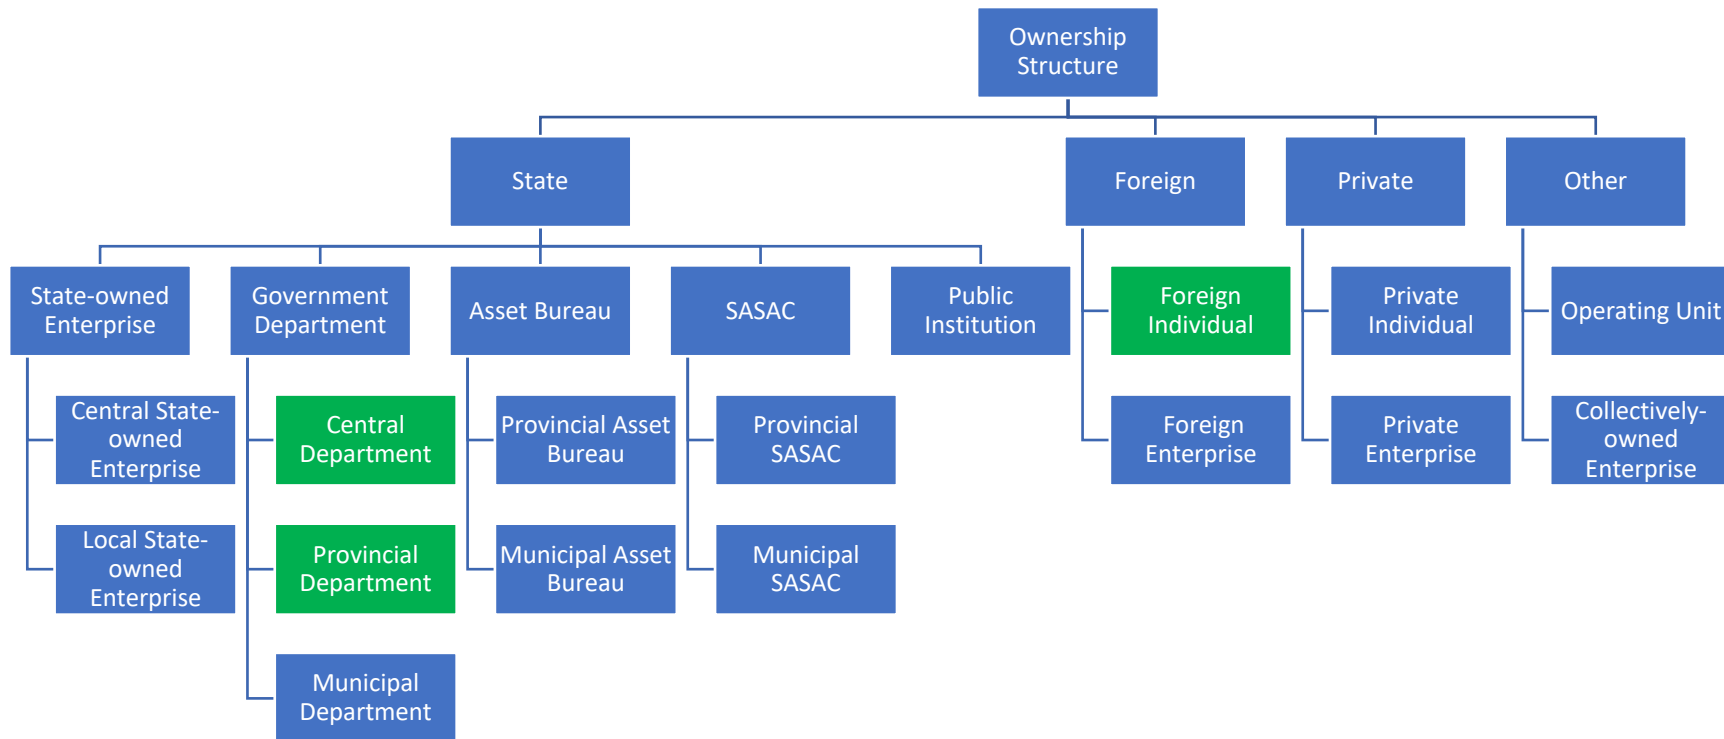 Ownership
Structure
State
Foreign
Private
Other
State-owned
Enterprise
Government
Department
Asset Bureau
SASAC
Public
Institution
Foreign
Individual
Private
Individual
Operating Unit
Central State-
owned
Enterprise
Central
Department
Provincial Asset
Bureau
Provincial
SASAC
Foreign
Enterprise
Private
Enterprise
Collectively-
owned
Enterprise
Local State-
owned
Enterprise
Provincial
Department
Municipal Asset
Bureau
Municipal
SASAC
Municipal
Department